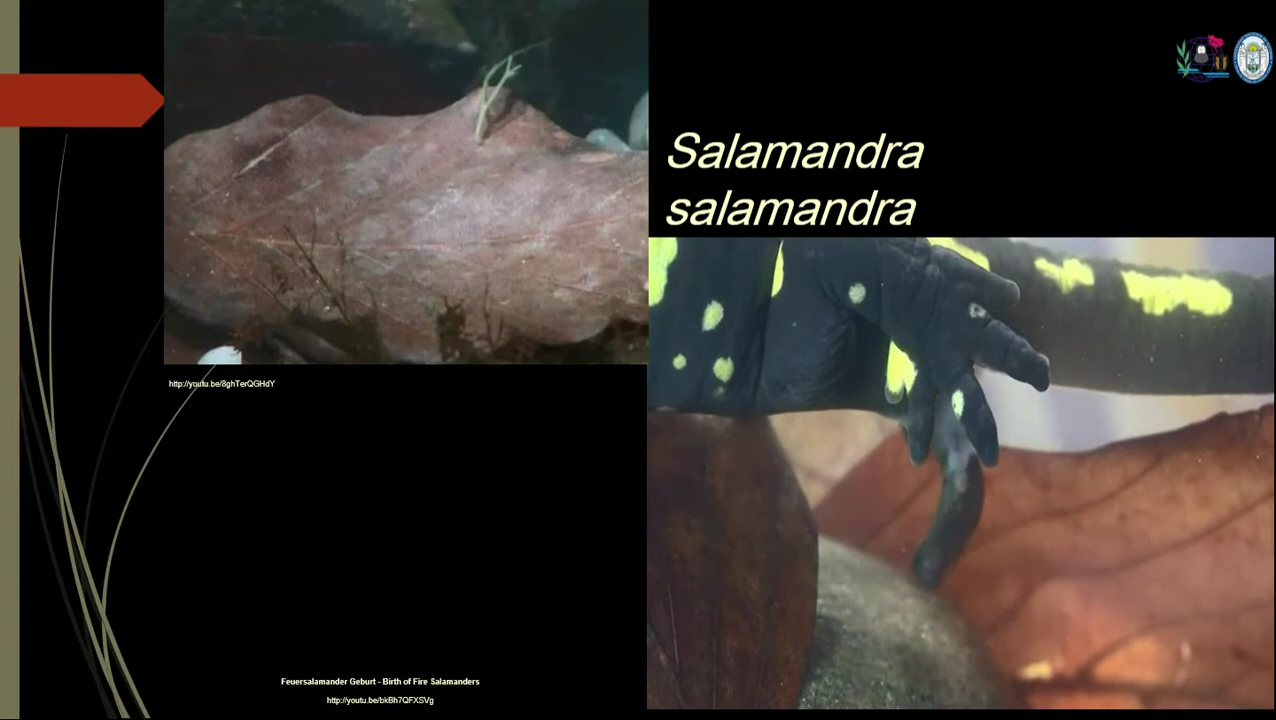 Salamandra
salamandra
http://youtu.be/8ghTerQGHdY
Feuersalamander Geburt - Birth of Fire Salamanders
http://youtu.be/bkBh7QFXSVg